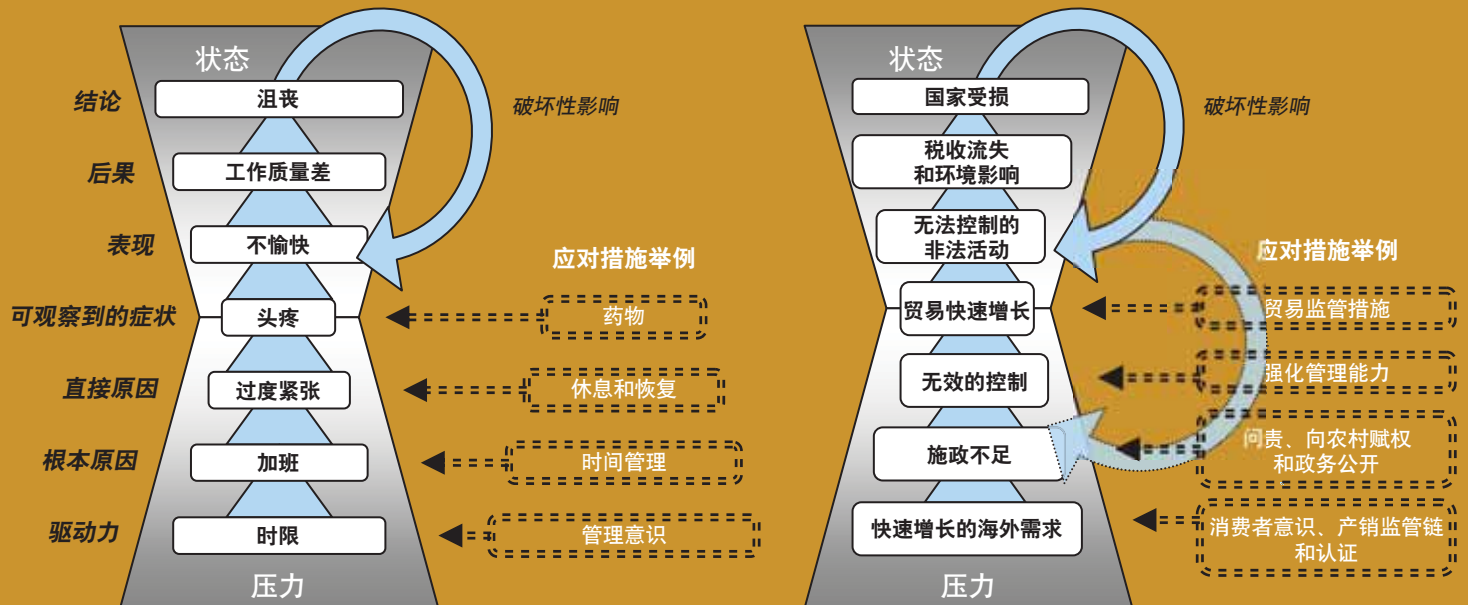 状态
结论
沮丧
破坏性影响
后果
工作质量差
表现
不愉快
应对措施举例
可观察到的症状
头疼
药物
直接原因
过度紧张
休息和恢复
根本原因
加班
时间管理
驱动力
时限
管理意识
压力
状态
国家受损
破坏性影响
税收流失
和环境影响
无法控制的
非法活动
应对措施举例
贸易快速增长
贸易监管措施
无效的控制
强化管理能力
施政不足
问责、向农村赋权
和政务公开
快速增长的海外需求
消费者意识、产销监管链
和认证
压力